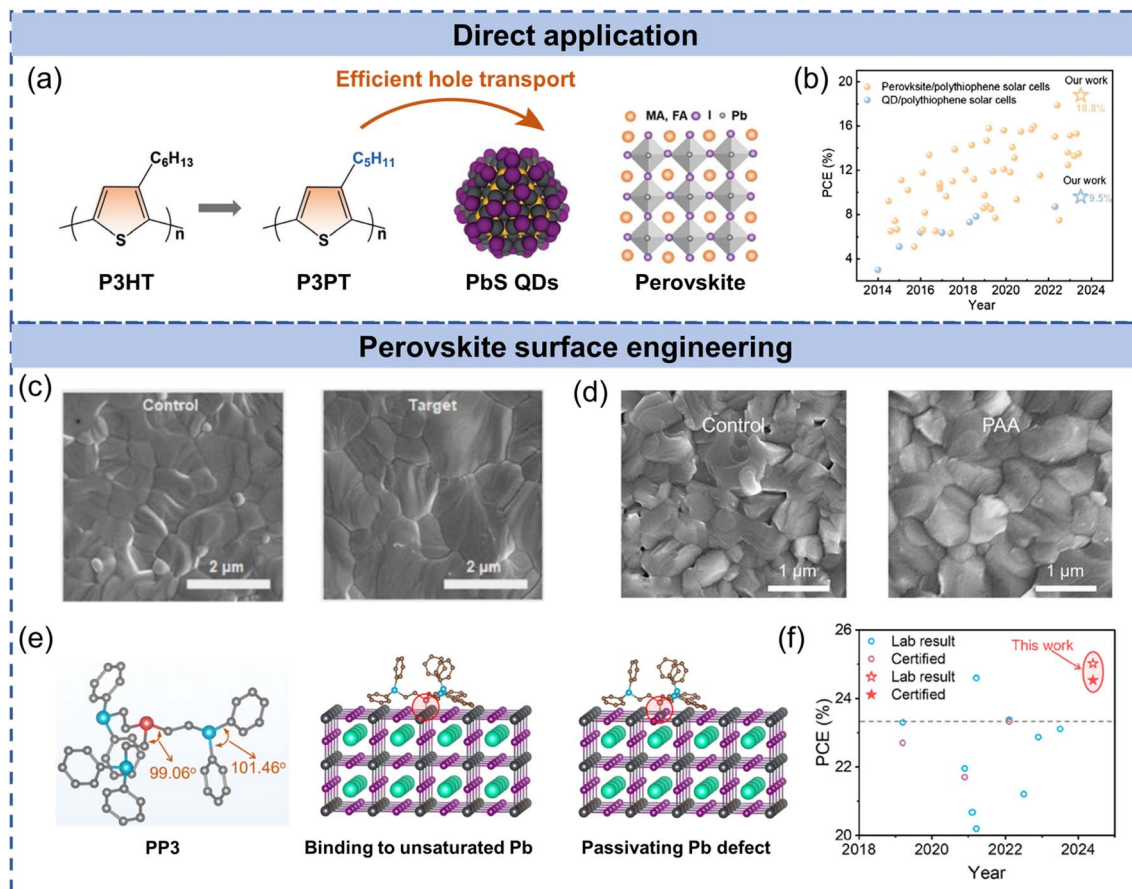 Direct application
(a)
Efficient hole transport
C6H13
S
n
P3HT
C5H11
S
n
P3PT
PbS QDs
MA, FA I Pb
Perovskite
(b)
20
16
12
8
4
PCE (%)
Perovksite/polythiophene solar cells
QD/polythiophene solar cells
Our work
18.8%
Our work
9.5%
2014 2016 2018 2020 2022 2024
Year
Perovskite surface engineering
(c)
Control
2 μm
Target
2 μm
(d)
Control
1 μm
PAA
1 μm
(e)
99.06°
101.46°
PP3
Binding to unsaturated Pb
Passivating Pb defect
(f)
26
24
22
20
PCE (%)
Lab result
Certified
Lab result
Certified
This work
2018 2020 2022 2024
Year